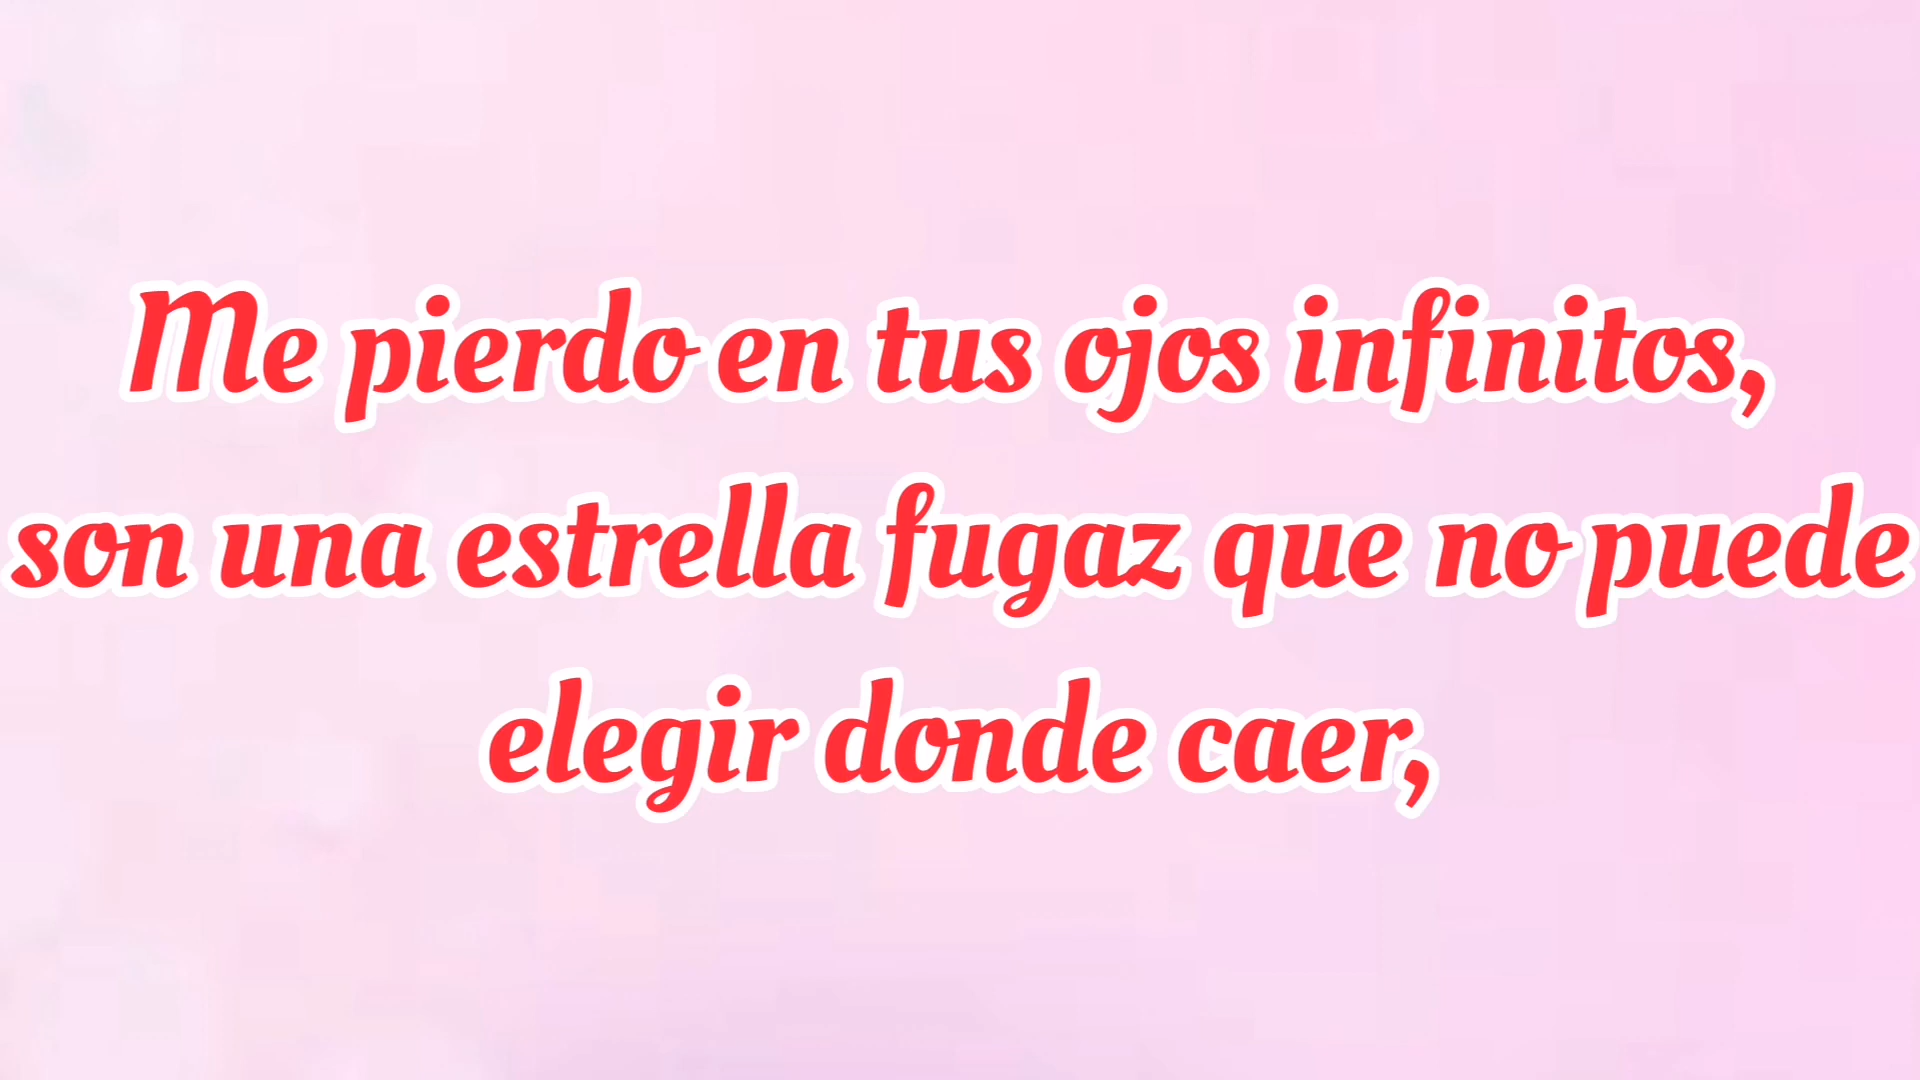 Me pierdo en tus ojos infinitos,
son una estrella fugaz que no puede
elegir donde caer,